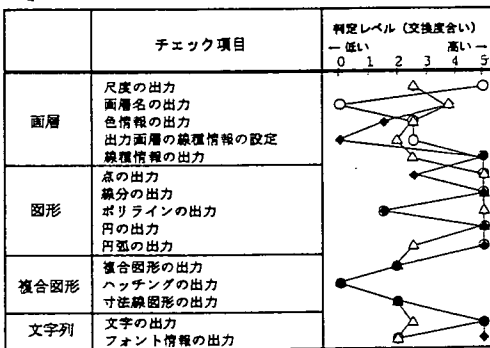 チェック項目
判定レベル（交換度合い）
― 低い 高い ―
0 1 2 3 4 5
画層
尺度の出力
画層名の出力
色情報の出力
出力画層の線種情報の設定
線種情報の出力
図形
点の出力
線分の出力
ポリラインの出力
円の出力
円弧の出力
複合図形
複合図形の出力
ハッチングの出力
寸法線図形の出力
文字列
文字の出力
フォント情報の出力